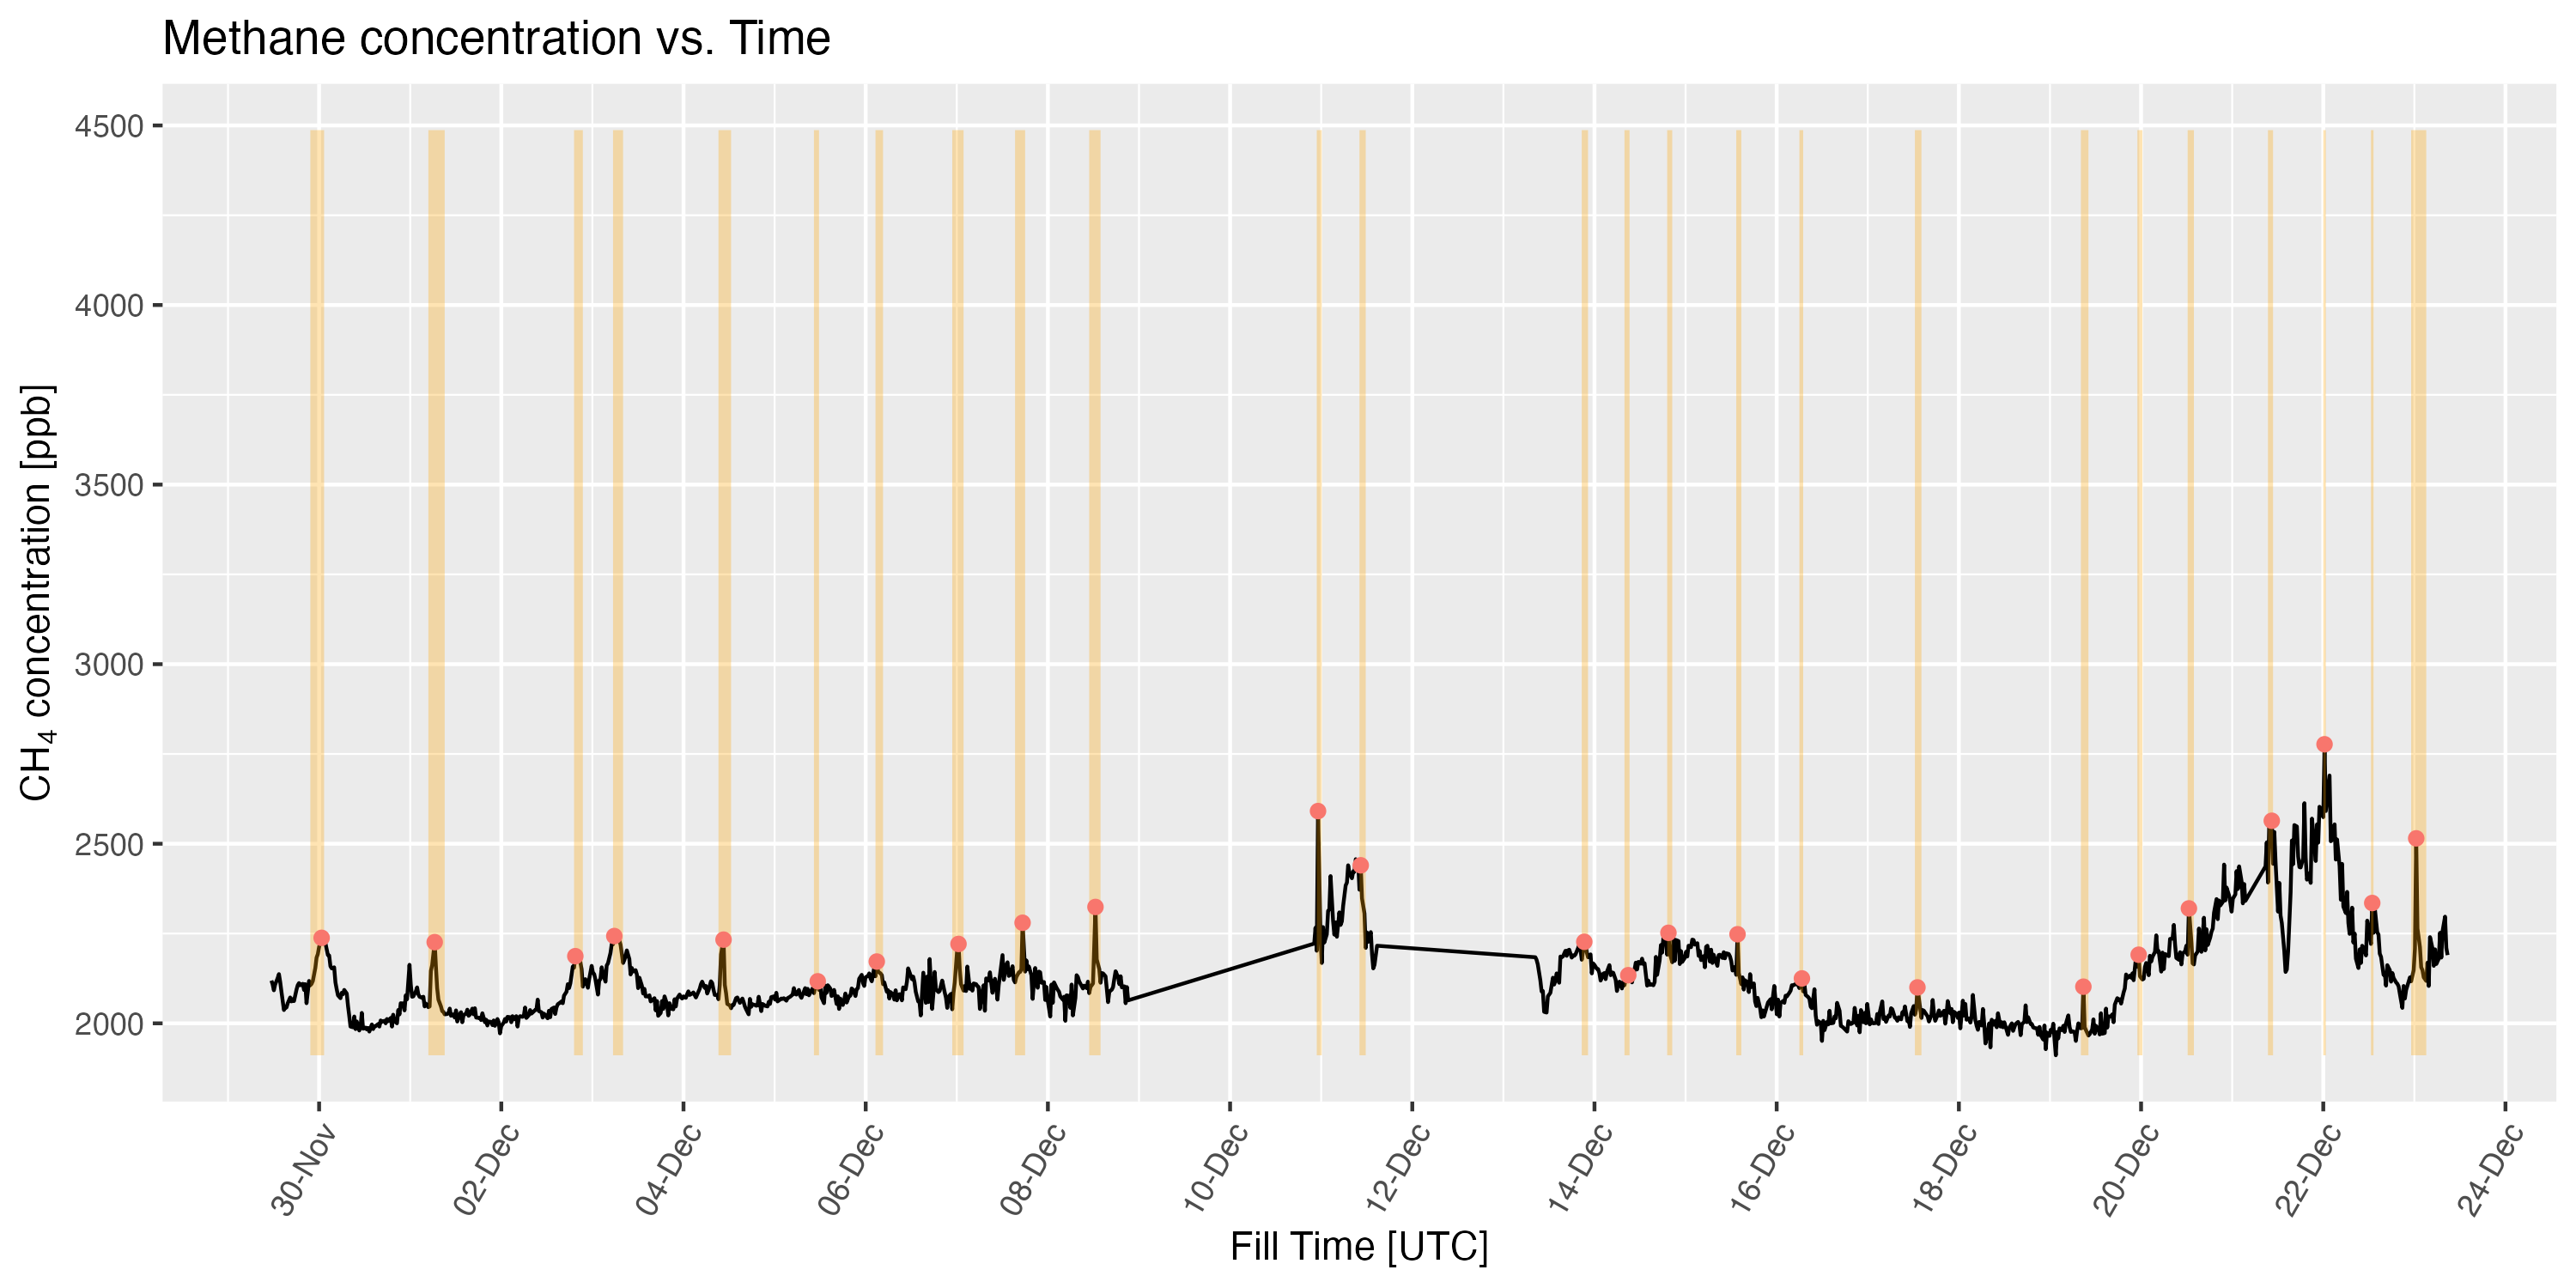 Methane concentration vs. Time
CH₄ concentration [ppb]
4500
4000
3500
3000
2500
2000
30-Nov
02-Dec
04-Dec
06-Dec
08-Dec
10-Dec
12-Dec
14-Dec
16-Dec
18-Dec
20-Dec
22-Dec
24-Dec
Fill Time [UTC]